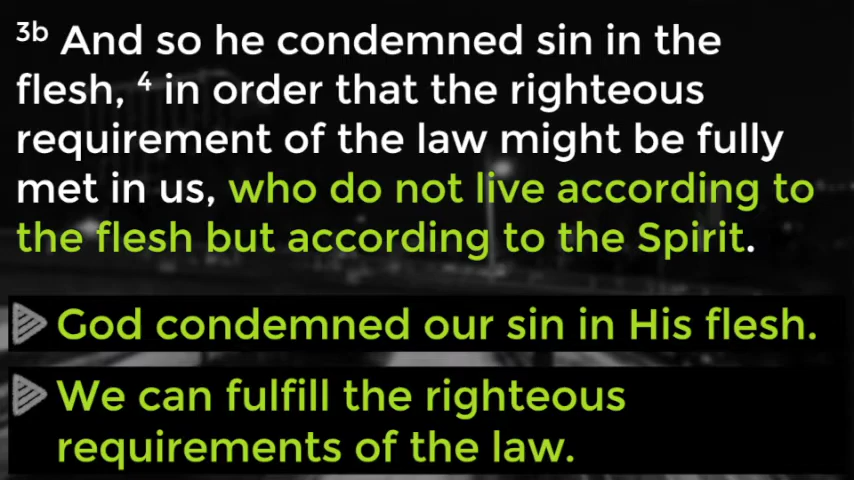 3b And so he condemned sin in the
flesh, 4 in order that the righteous
requirement of the law might be fully
met in us, who do not live according to
the flesh but according to the Spirit.
God condemned our sin in His flesh.
We can fulfill the righteous
requirements of the law.